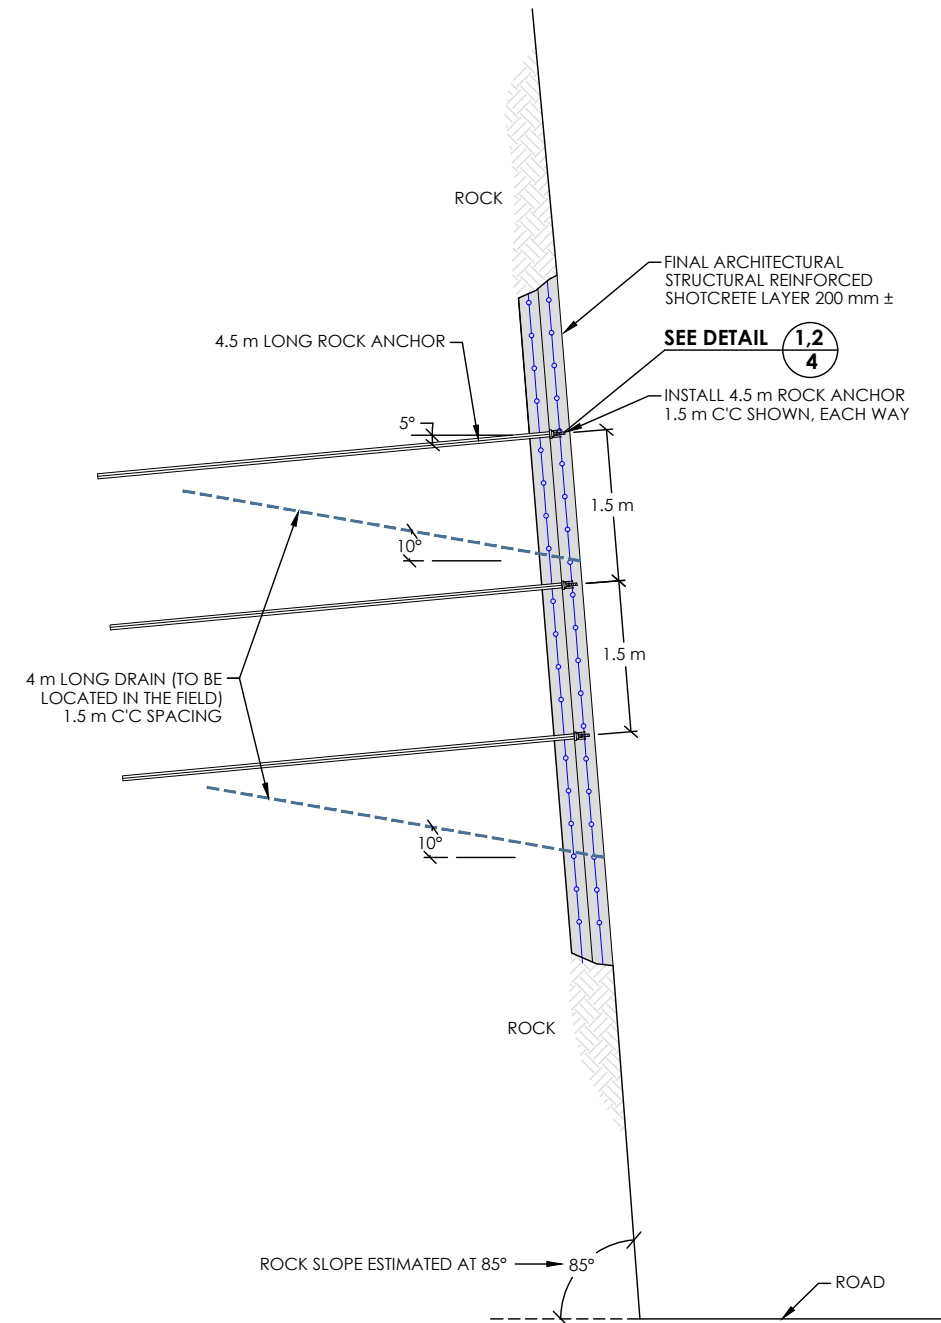 ROCK
FINAL ARCHITECTURAL
STRUCTURAL REINFORCED
SHOTCRETE LAYER 200 mm ±
SEE DETAIL 1,2
4
4.5 m LONG ROCK ANCHOR
INSTALL 4.5 m ROCK ANCHOR
1.5 m C'C SHOWN, EACH WAY
5°
1.5 m
10°
1.5 m
4 m LONG DRAIN (TO BE
LOCATED IN THE FIELD)
1.5 m C'C SPACING
10°
ROCK
ROCK SLOPE ESTIMATED AT 85°
85°
ROAD